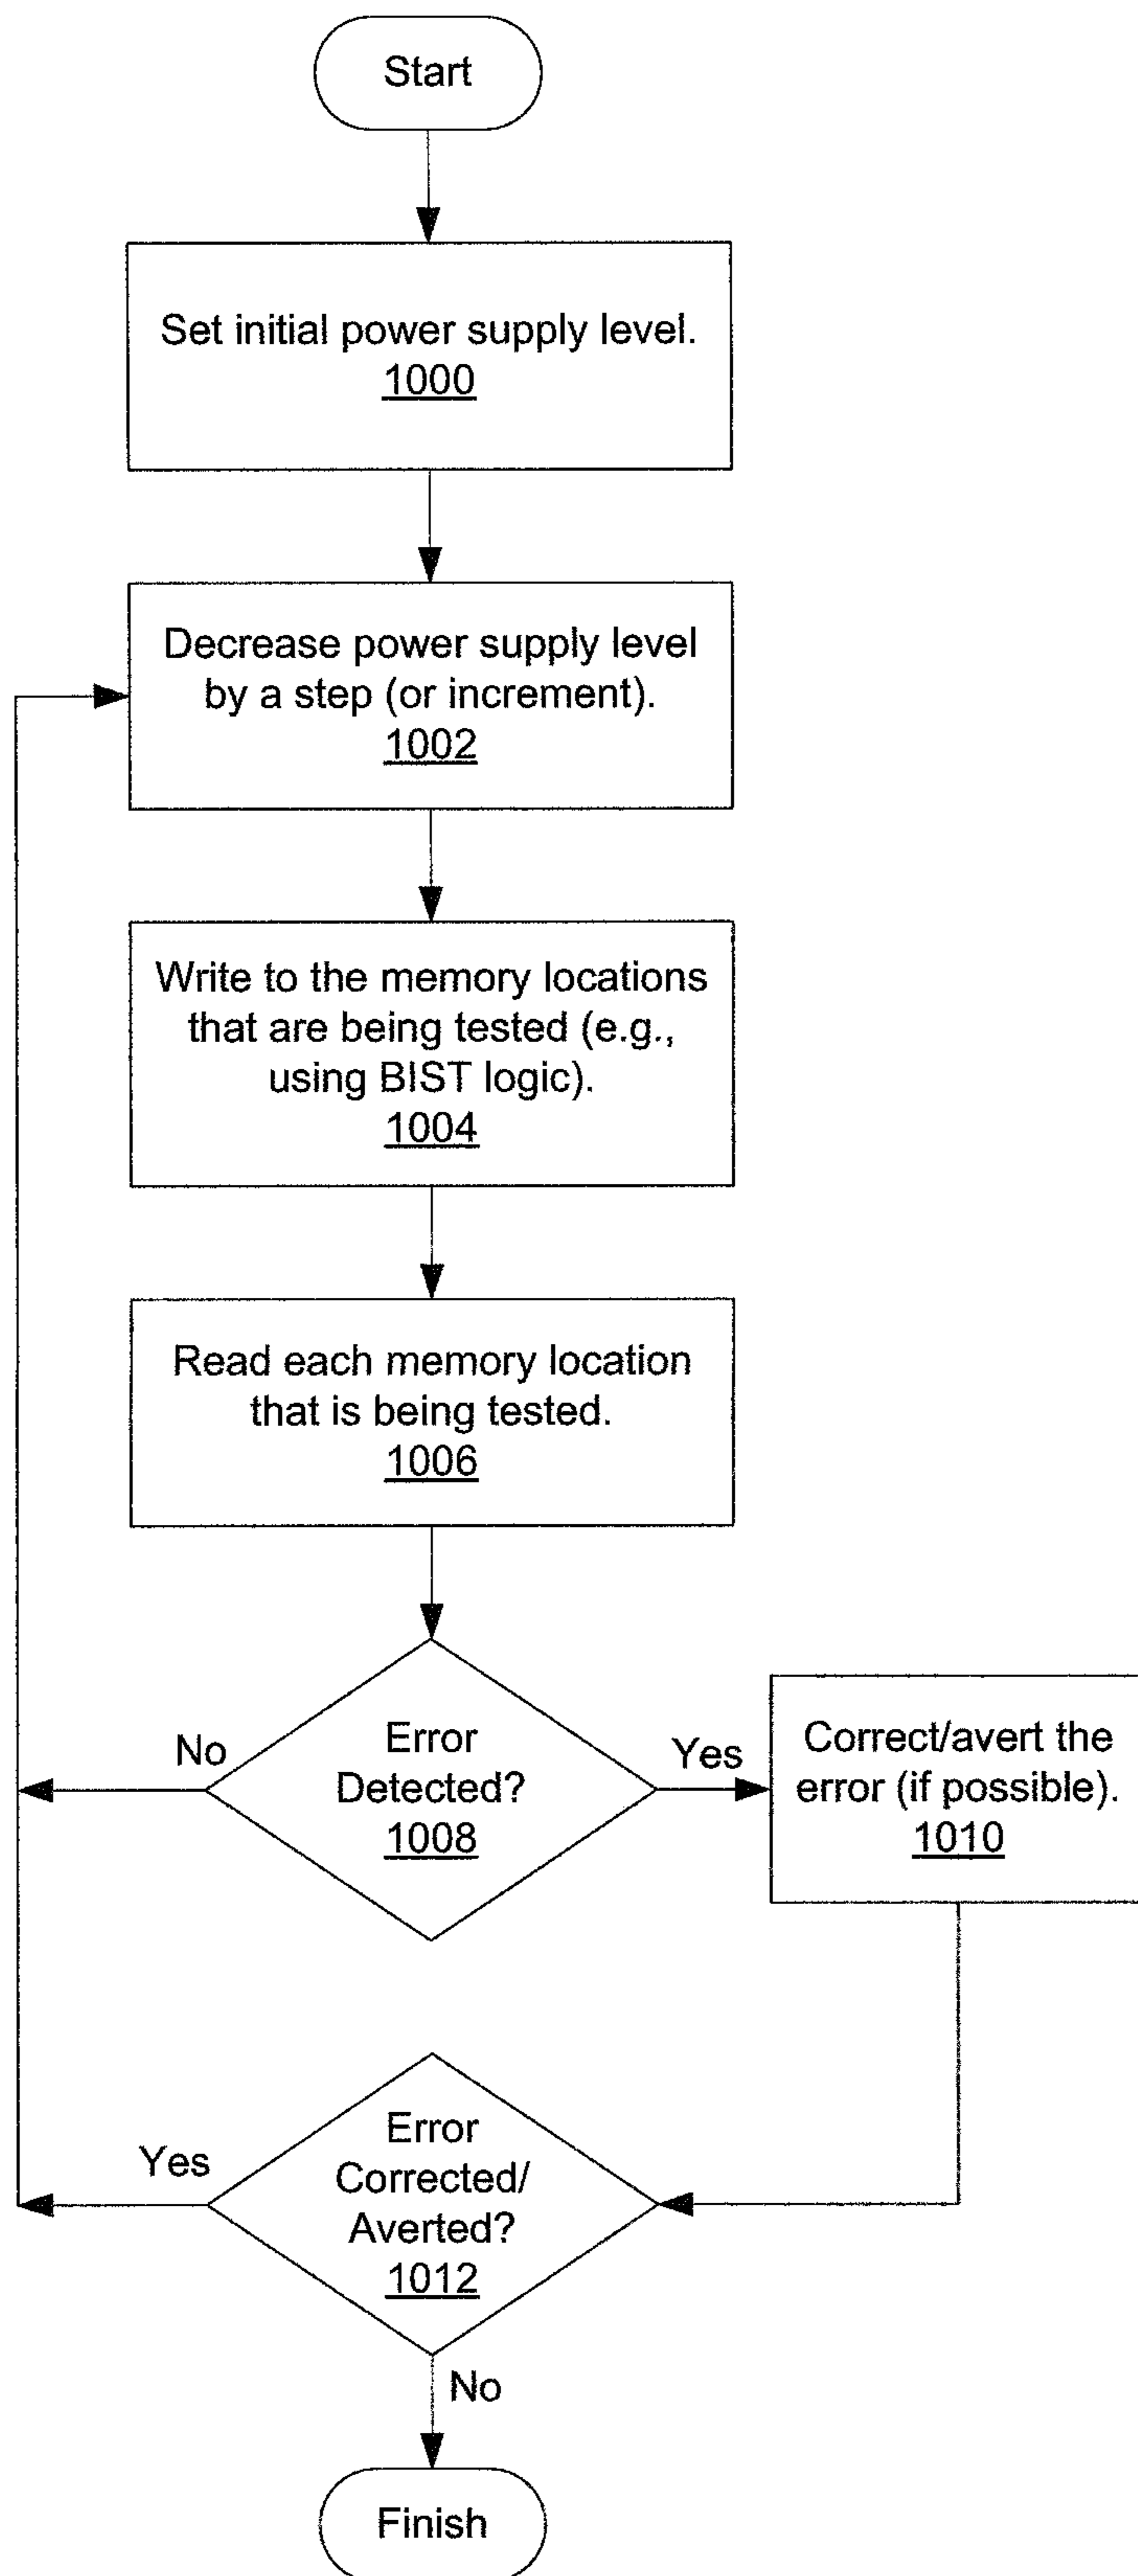 Start
Set initial power supply level.
1000
Decrease power supply level
by a step (or increment).
1002
Write to the memory locations
that are being tested (e.g.,
using BIST logic).
1004
Read each memory location
that is being tested.
1006
Error
Detected?
1008
No
Yes
Correct/avert the
error (if possible).
1010
Error
Corrected/
Averted?
1012
Yes
No
Finish